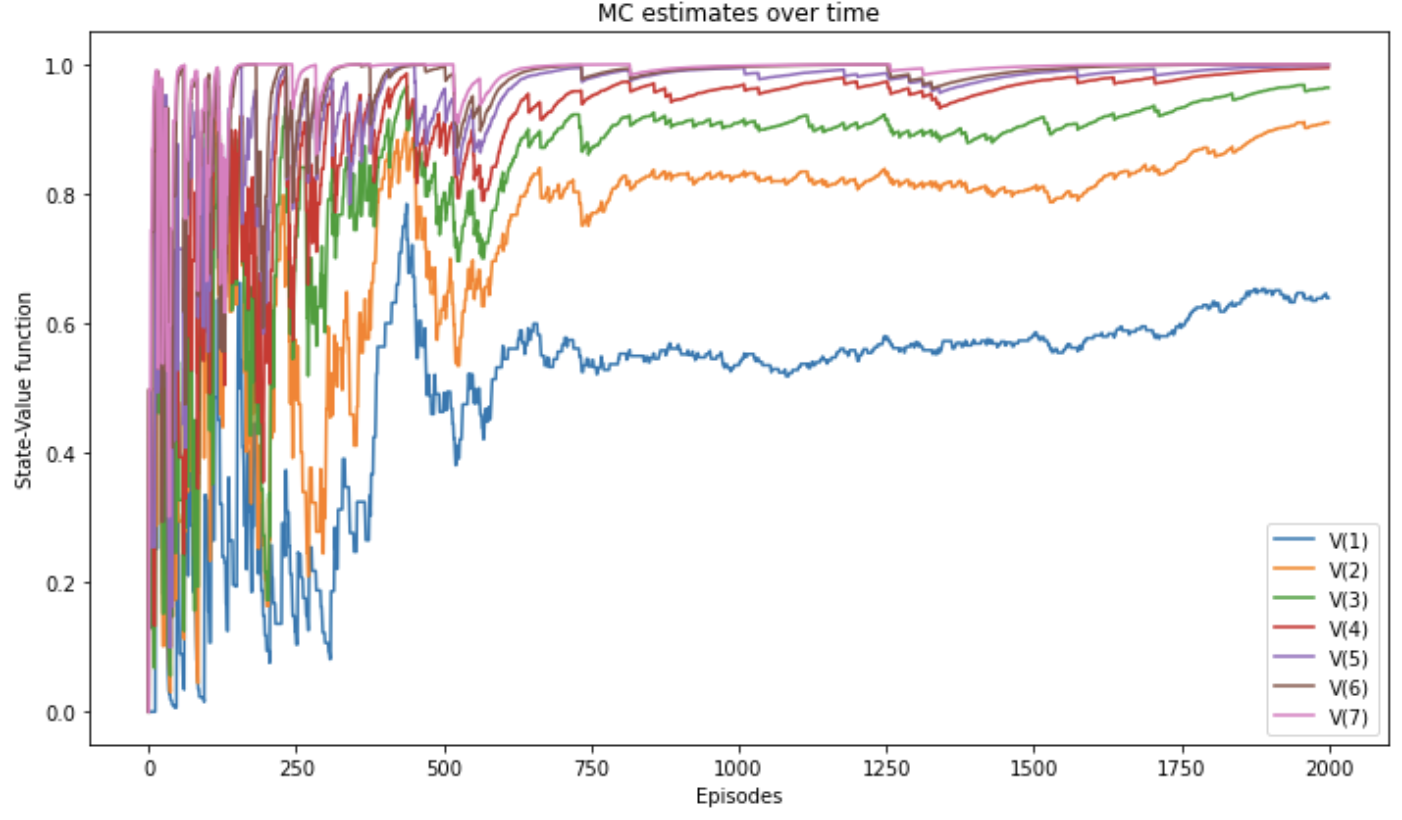 MC estimates over time
1.0
0.8
0.6
0.4
0.2
0.0
State-Value function
0 250 500 750 1000 1250 1500 1750 2000
Episodes
V(1)
V(2)
V(3)
V(4)
V(5)
V(6)
V(7)